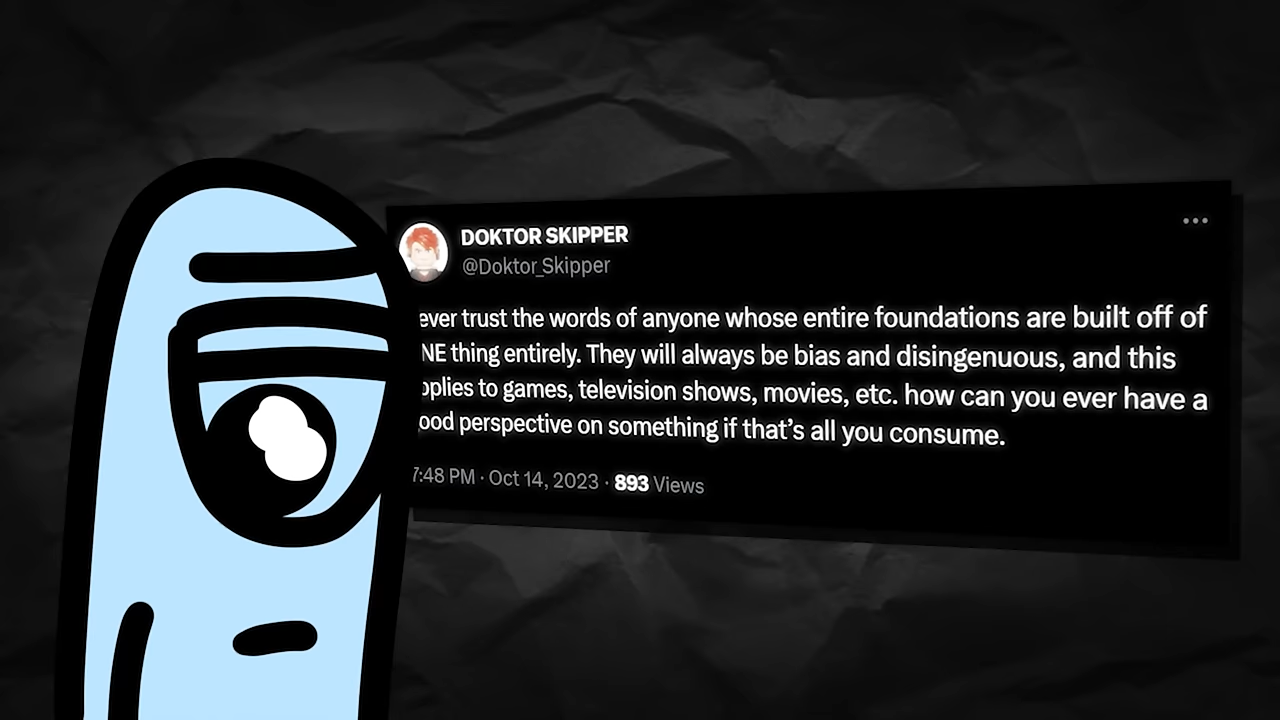 DOKTOR SKIPPER
@Doktor_Skipper
ever trust the words of anyone whose entire foundations are built off of
NE thing entirely. They will always be bias and disingenuous, and this
pplies to games, television shows, movies, etc. how can you ever have a
ood perspective on something if that’s all you consume.
7:48 PM · Oct 14, 2023 · 893 Views